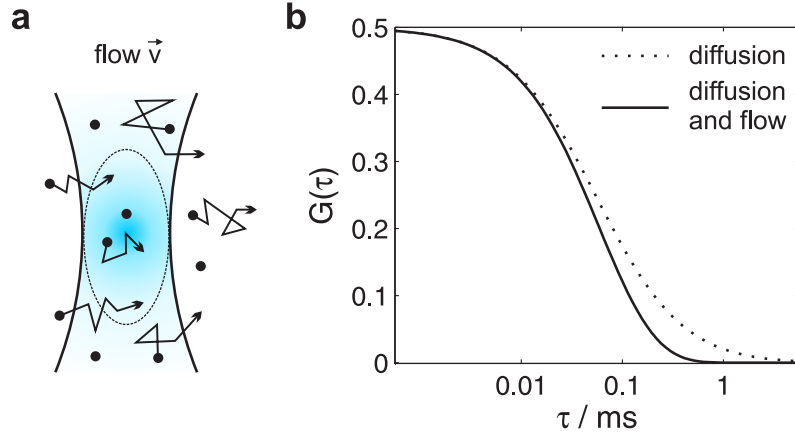 a
flow v⃗
b
G(τ)
0.5
0.4
0.3
0.2
0.1
0
diffusion
diffusion
and flow
0.01
0.1
1
τ / ms